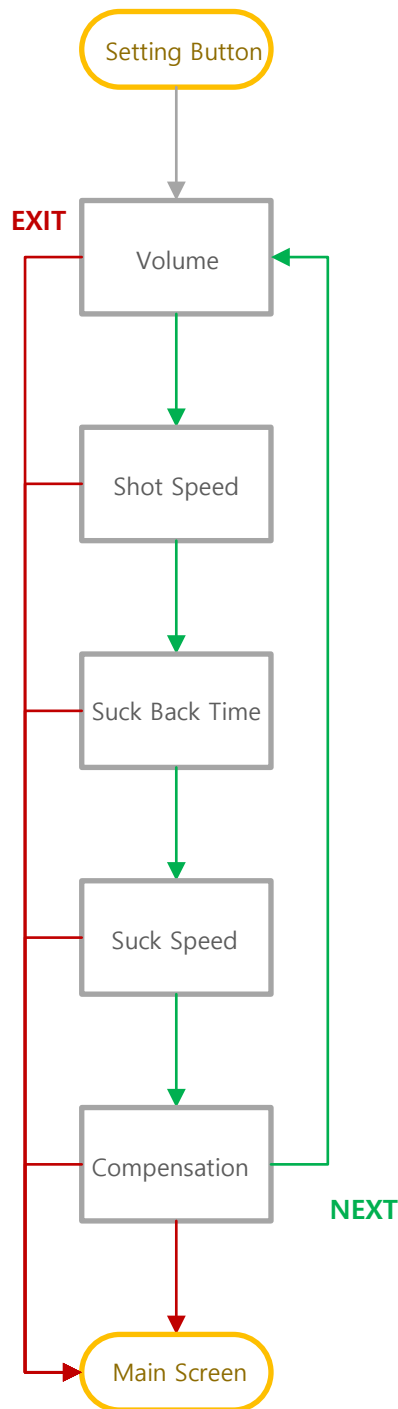 Setting Button
EXIT
Volume
Shot Speed
Suck Back Time
Suck Speed
Compensation
NEXT
Main Screen